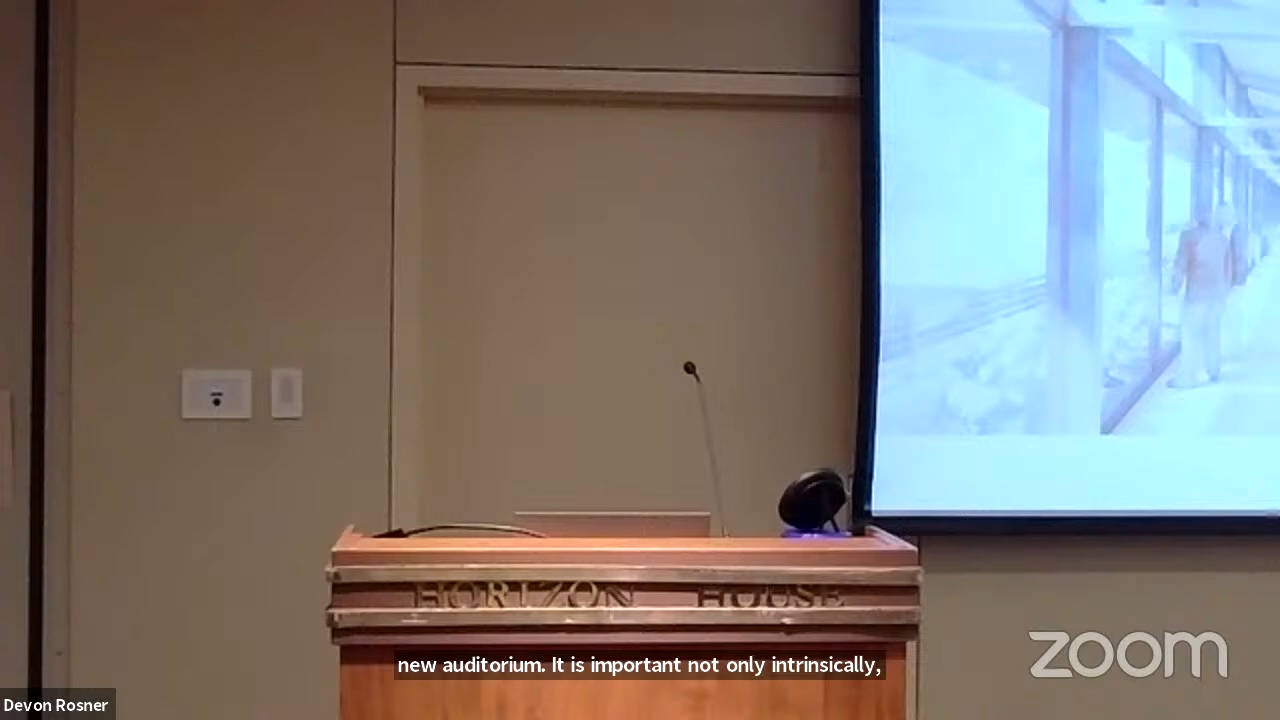 HORIZON HOUSE
new auditorium. It is important not only intrinsically,
zoom
Devon Rosner